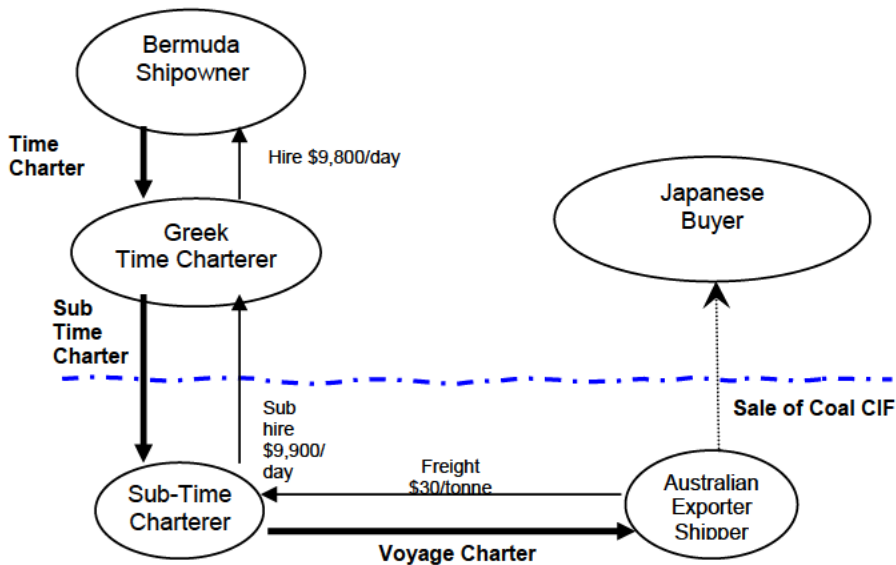 Bermuda
Shipowner
Time
Charter
Hire $9,800/day
Greek
Time Charterer
Japanese
Buyer
Sub
Time
Charter
Sub
hire
$9,900/
day
Sale of Coal CIF
Freight
$30/tonne
Sub-Time
Charterer
Australian
Exporter
Shipper
Voyage Charter